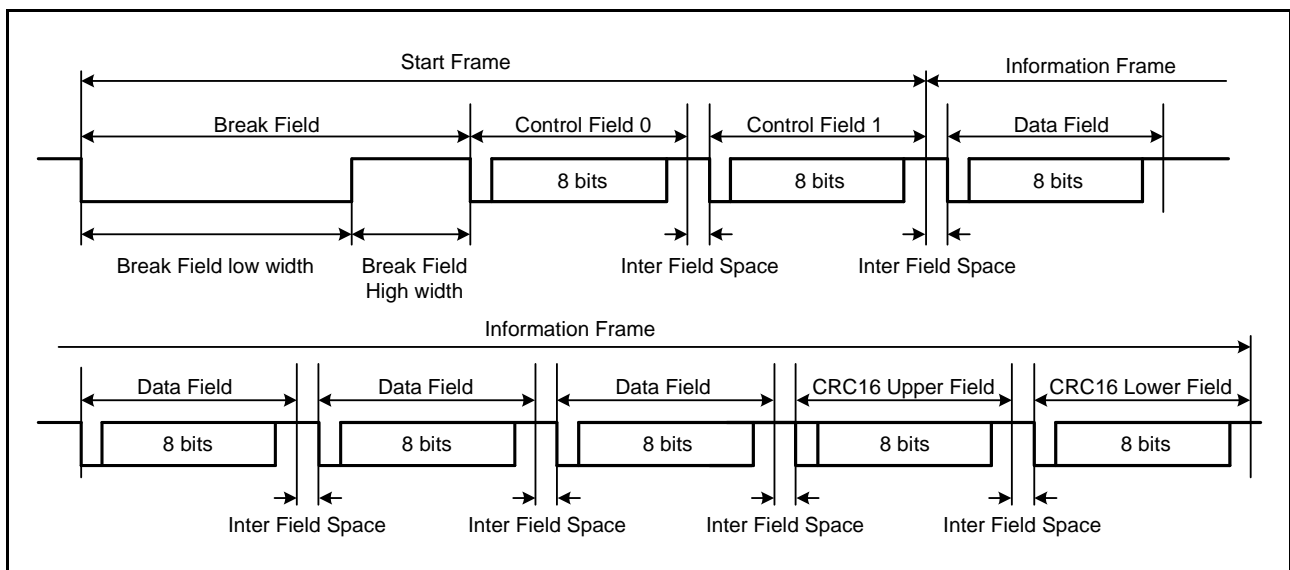 Start Frame
Information Frame
Break Field
Control Field 0
Control Field 1
Data Field
8 bits
8 bits
8 bits
Break Field low width
Break Field
High width
Inter Field Space
Inter Field Space
Information Frame
Data Field
Data Field
Data Field
CRC16 Upper Field
CRC16 Lower Field
8 bits
8 bits
8 bits
8 bits
8 bits
Inter Field Space
Inter Field Space
Inter Field Space
Inter Field Space